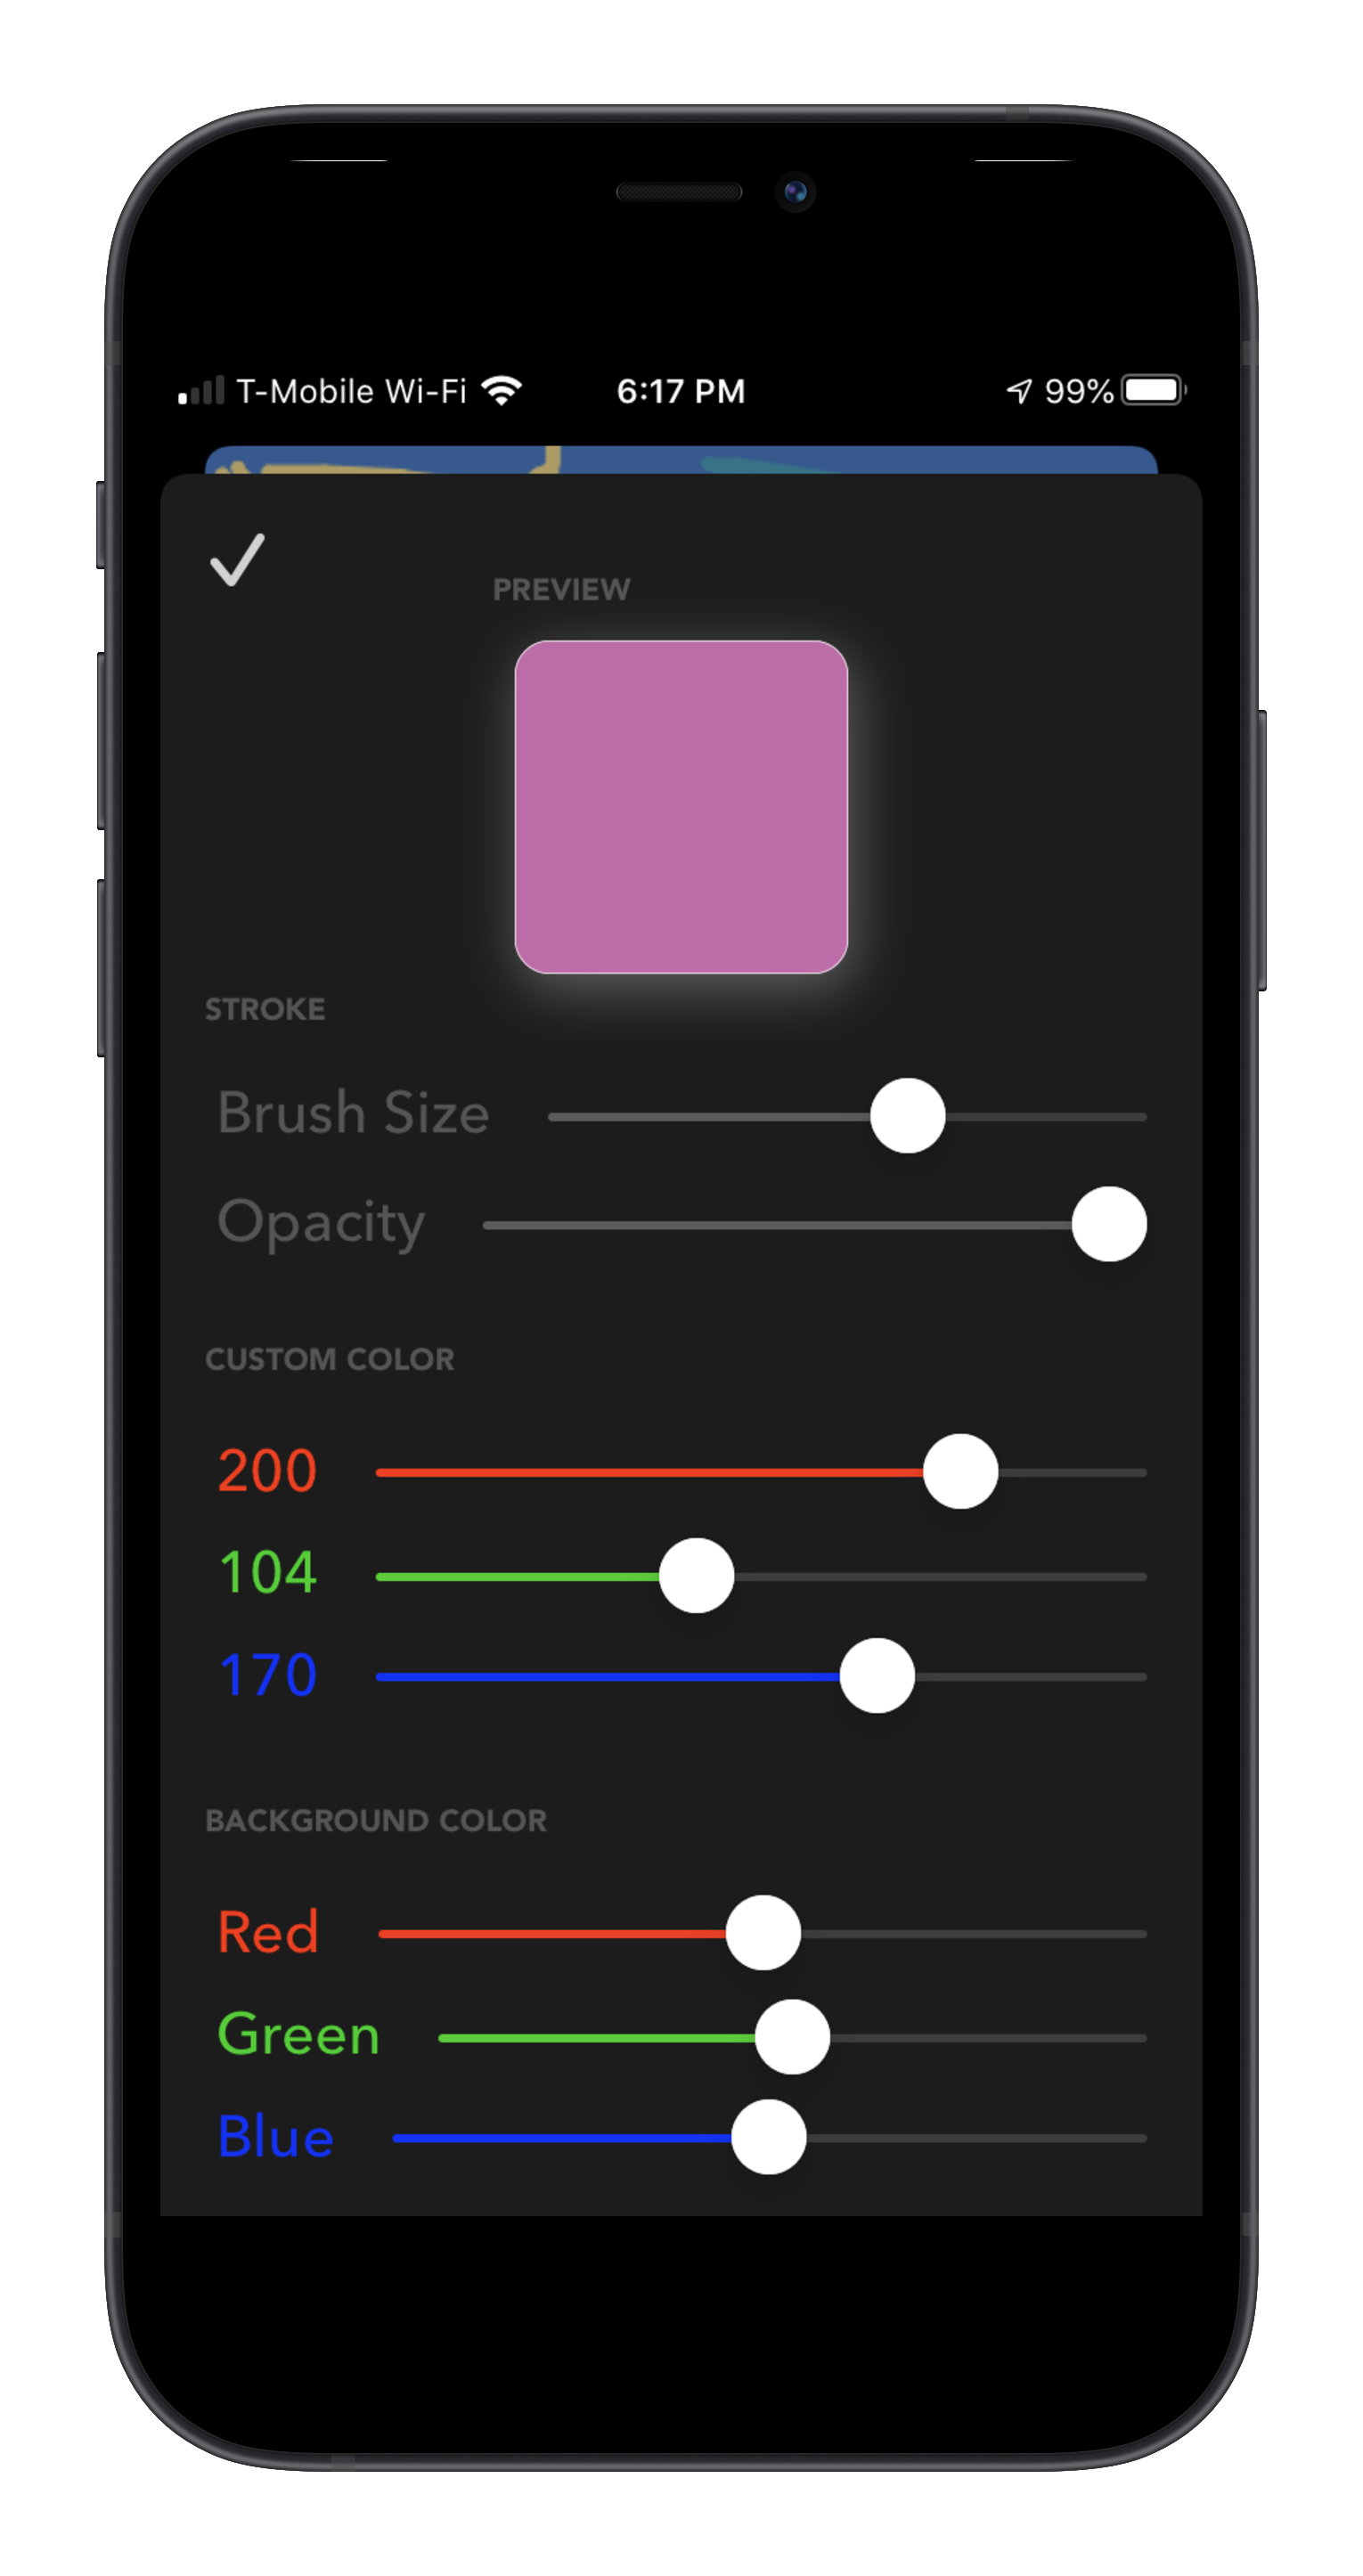 T-Mobile Wi-Fi 6:17 PM 99%
PREVIEW
STROKE
Brush Size
Opacity
CUSTOM COLOR
200
104
170
BACKGROUND COLOR
Red
Green
Blue